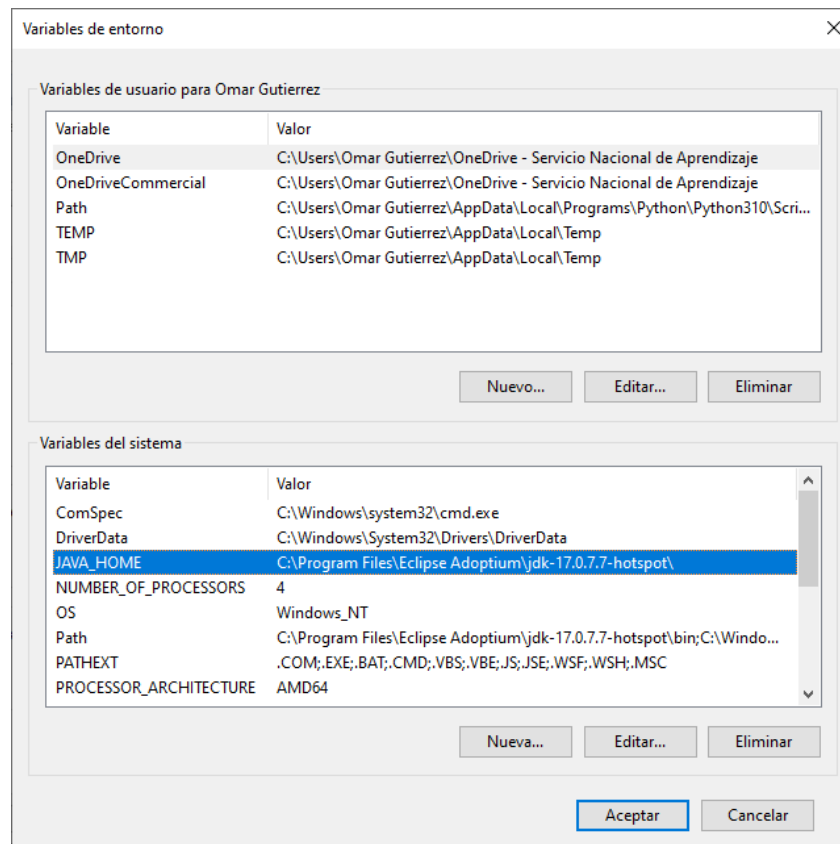 Variables de entorno
Variables de usuario para Omar Gutierrez
Variable Valor
OneDrive C:\Users\Omar Gutierrez\OneDrive - Servicio Nacional de Aprendizaje
OneDriveCommercial C:\Users\Omar Gutierrez\OneDrive - Servicio Nacional de Aprendizaje
Path C:\Users\Omar Gutierrez\AppData\Local\Programs\Python\Python310\Scri...
TEMP C:\Users\Omar Gutierrez\AppData\Local\Temp
TMP C:\Users\Omar Gutierrez\AppData\Local\Temp
Nuevo... Editar... Eliminar
Variables del sistema
Variable Valor
ComSpec C:\Windows\system32\cmd.exe
DriverData C:\Windows\System32\Drivers\DriverData
JAVA_HOME C:\Program Files\Eclipse Adoptium\jdk-17.0.7.7-hotspot\
NUMBER_OF_PROCESSORS 4
OS Windows_NT
Path C:\Program Files\Eclipse Adoptium\jdk-17.0.7.7-hotspot\bin;C:\Windo...
PATHEXT .COM;.EXE;.BAT;.CMD;.VBS;.VBE;.JS;.JSE;.WSF;.WSH;.MSC
PROCESSOR_ARCHITECTURE AMD64
Nueva... Editar... Eliminar
Aceptar Cancelar